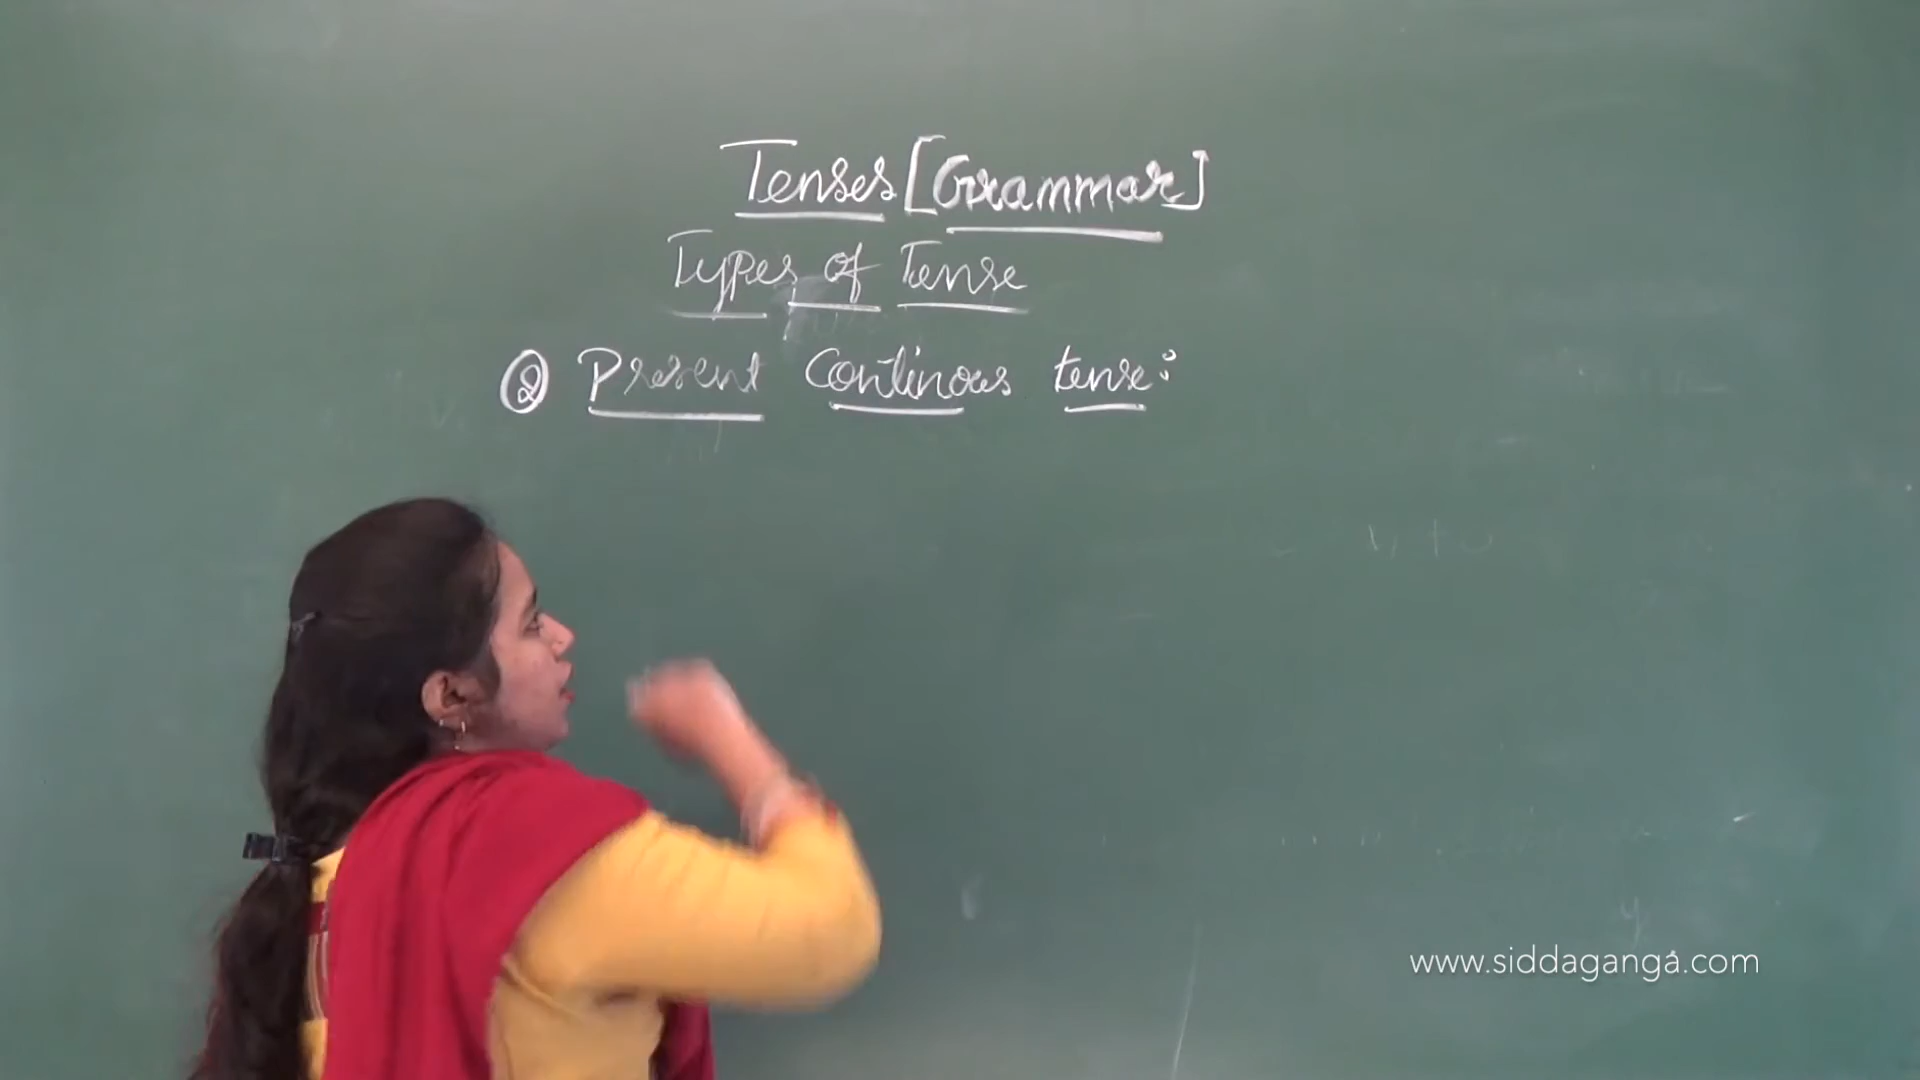 Tenses [Grammar]
Types of Tense
② Present Continous tense:
www.siddaganga.com